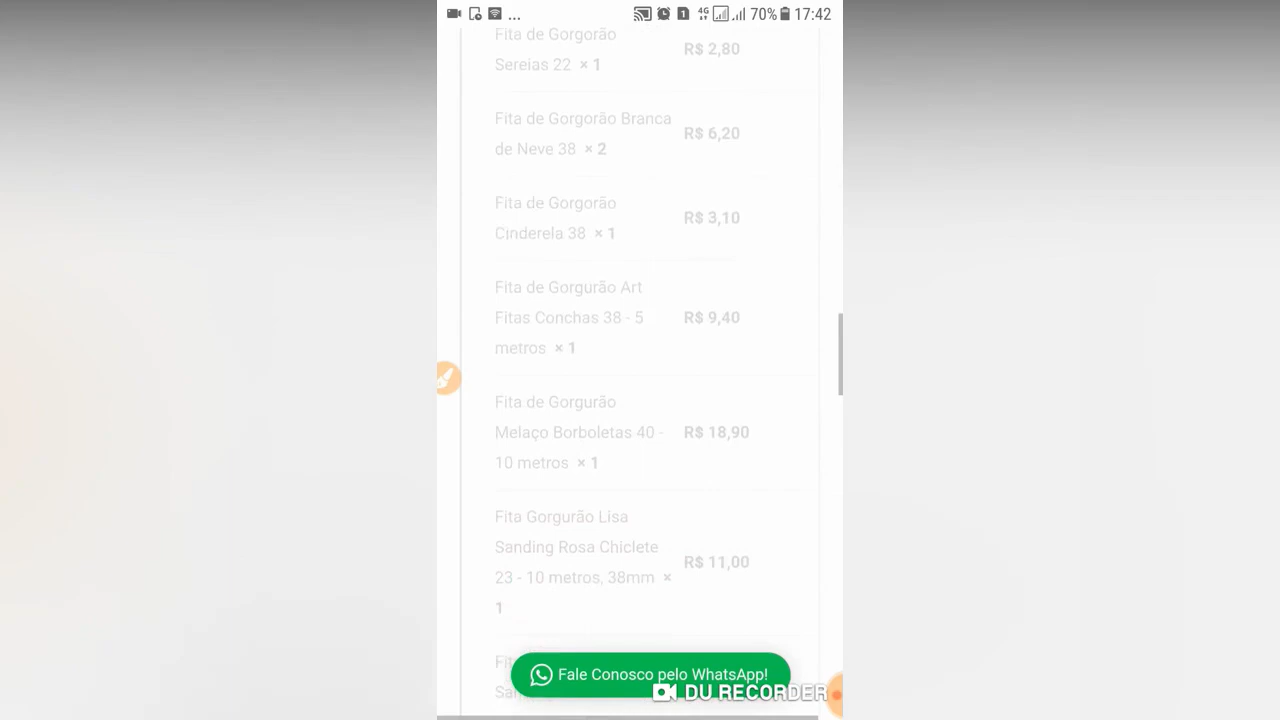 ... 4G 1 70% 17:42
Fita de Gorgorão
Sereias 22 × 1
R$ 2,80
Fita de Gorgorão Branca
de Neve 38 × 2
R$ 6,20
Fita de Gorgorão
Cinderela 38 × 1
R$ 3,10
Fita de Gorgurão Art
Fitas Conchas 38 - 5
metros × 1
R$ 9,40
Fita de Gorgurão
Melaço Borboletas 40 -
10 metros × 1
R$ 18,90
Fita Gorgurão Lisa
Sanding Rosa Chiclete
23 - 10 metros, 38mm ×
1
R$ 11,00
Fale Conosco pelo WhatsApp!
DU RECORDER